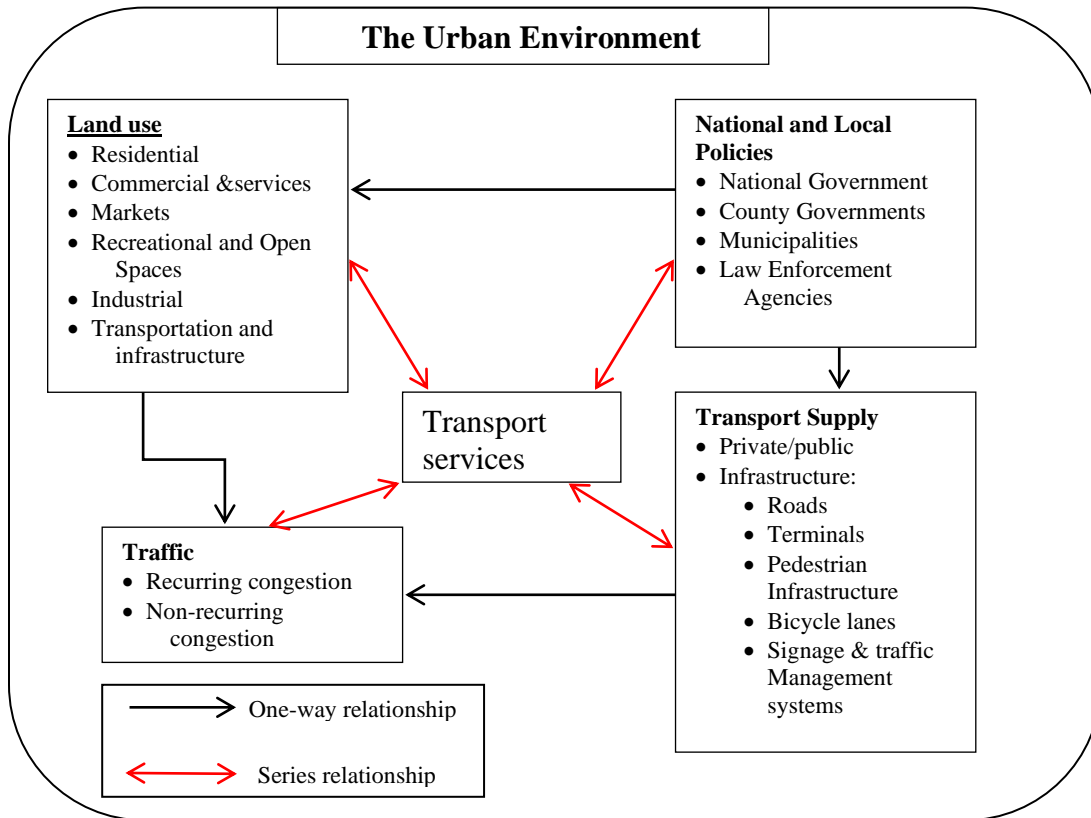 The Urban Environment
Land use
• Residential
• Commercial &services
• Markets
• Recreational and Open
Spaces
• Industrial
• Transportation and
infrastructure
National and Local
Policies
• National Government
• County Governments
• Municipalities
• Law Enforcement
Agencies
Transport
services
Transport Supply
• Private/public
• Infrastructure:
• Roads
• Terminals
• Pedestrian
Infrastructure
• Bicycle lanes
• Signage & traffic
Management
systems
Traffic
• Recurring congestion
• Non-recurring
congestion
One-way relationship
Series relationship